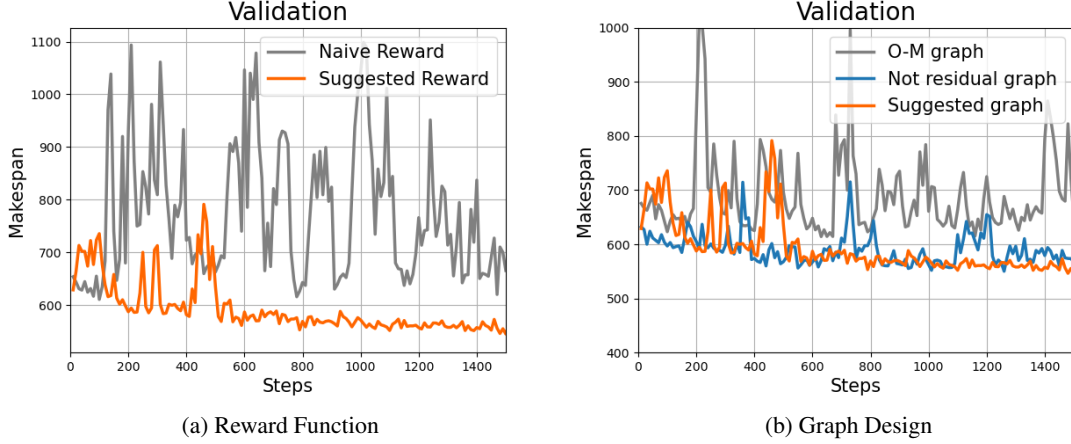 Validation
Naive Reward
Suggested Reward
Makespan
1100
1000
900
800
700
600
0
200
400
600
800
1000
1200
1400
Steps
(a) Reward Function
Validation
O-M graph
Not residual graph
Suggested graph
Makespan
1000
900
800
700
600
500
400
0
200
400
600
800
1000
1200
1400
Steps
(b) Graph Design